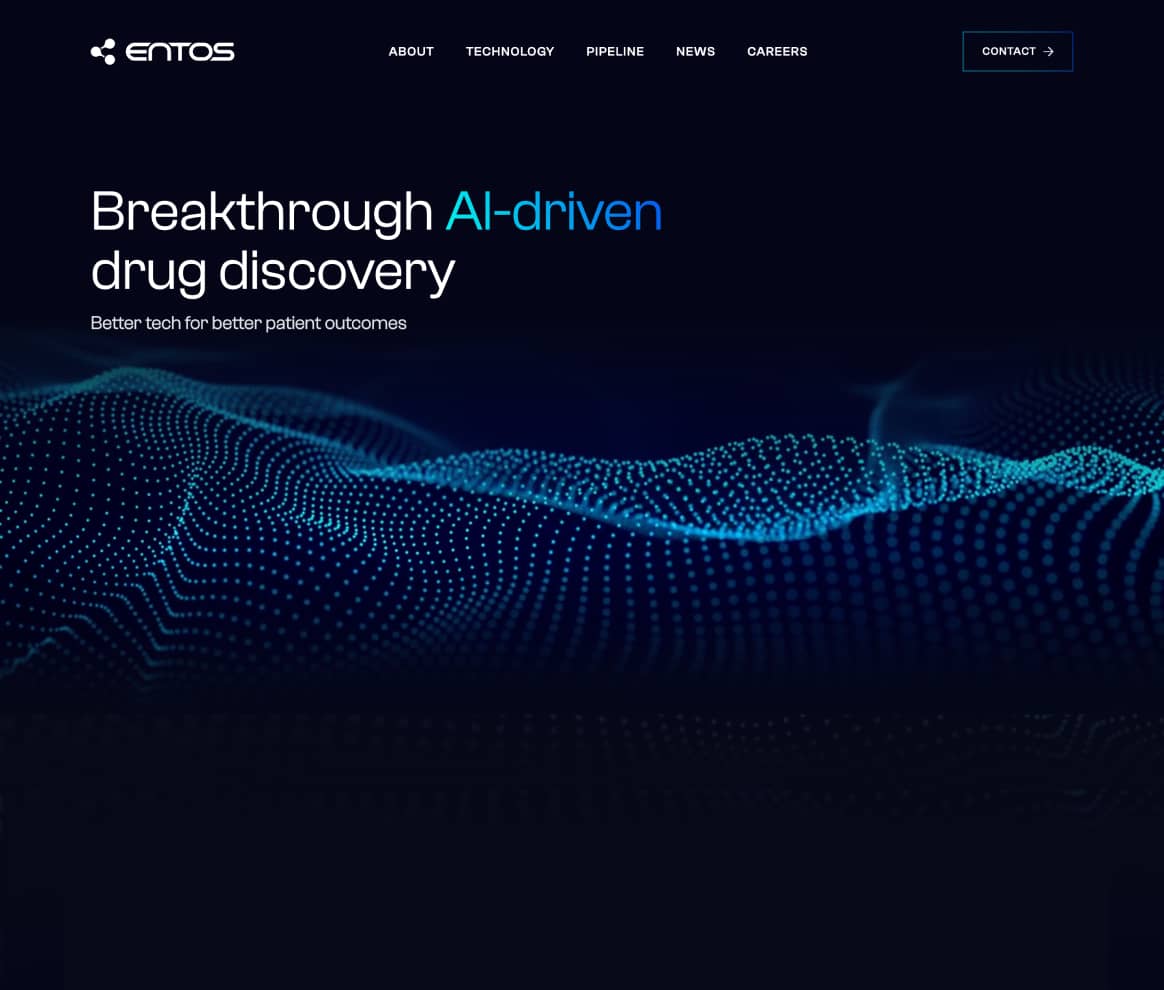 ENTOS
ABOUT TECHNOLOGY PIPELINE NEWS CAREERS
CONTACT →
Breakthrough AI-driven
drug discovery
Better tech for better patient outcomes